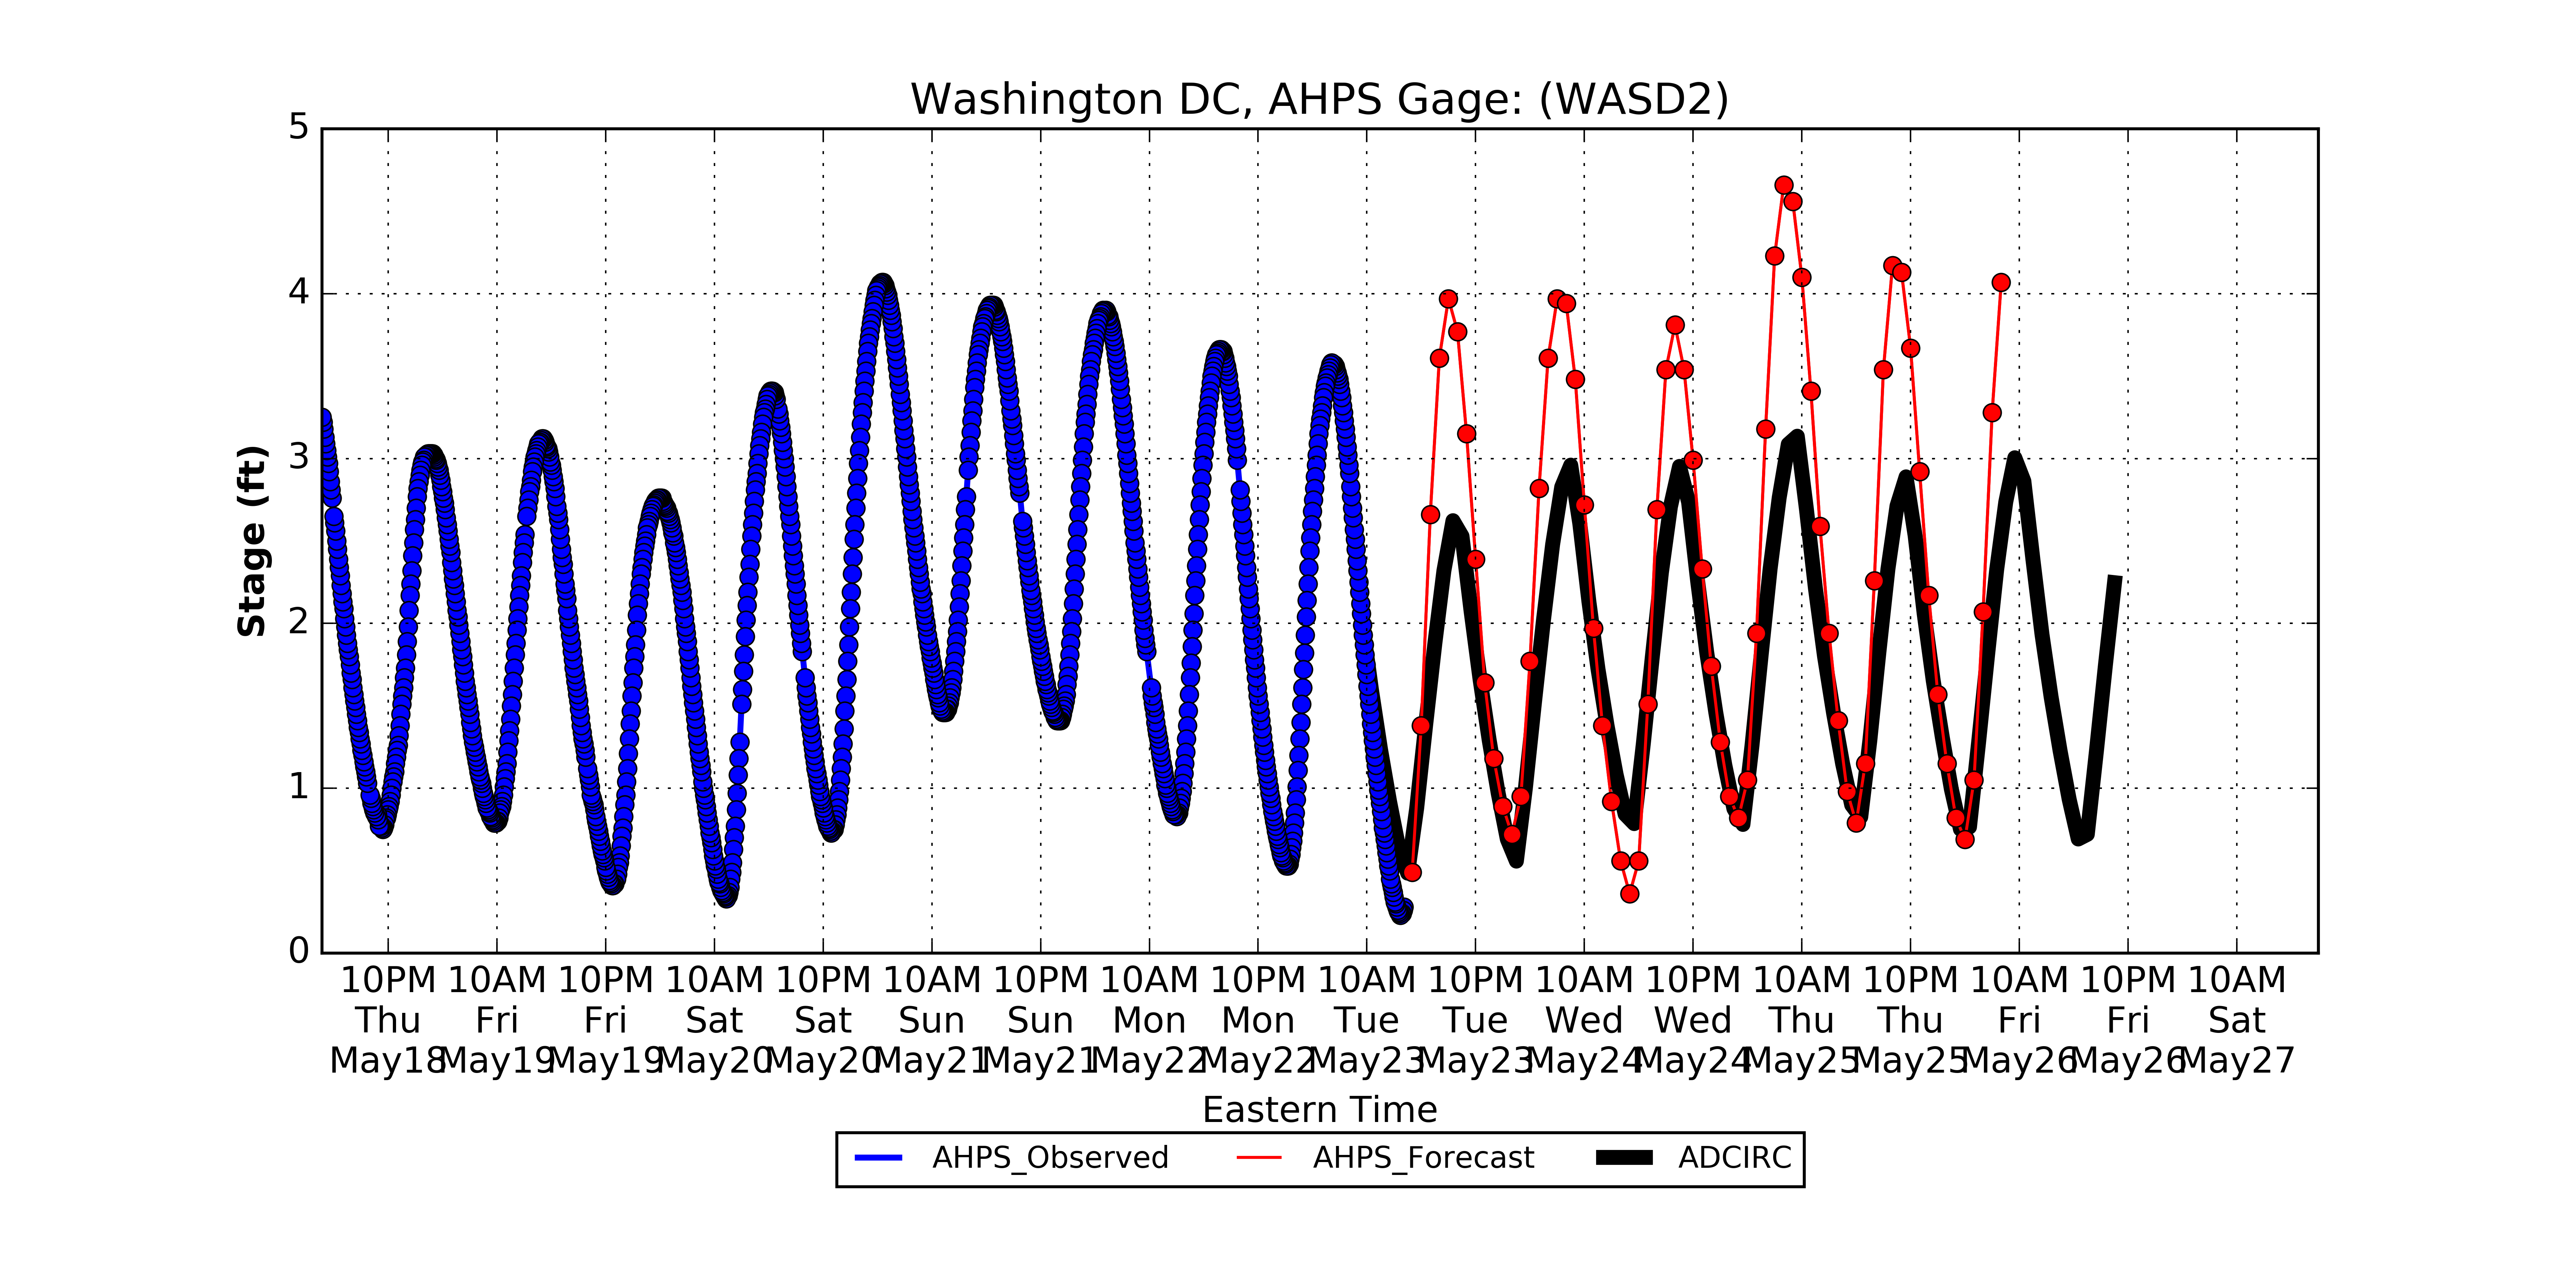 Washington DC, AHPS Gage: (WASD2)
5
4
3
2
1
0
Stage (ft)
10PM 10AM 10PM 10AM 10PM 10AM 10PM 10AM 10PM 10AM 10PM 10AM 10PM 10AM 10PM 10AM 10PM 10AM
Thu Fri Fri Sat Sat Sun Sun Mon Mon Tue Tue Wed Wed Thu Thu Fri Fri Sat
May18 May19 May19 May20 May20 May21 May21 May22 May22 May23 May23 May24 May24 May25 May25 May26 May26 May27
Eastern Time
AHPS_Observed AHPS_Forecast ADCIRC